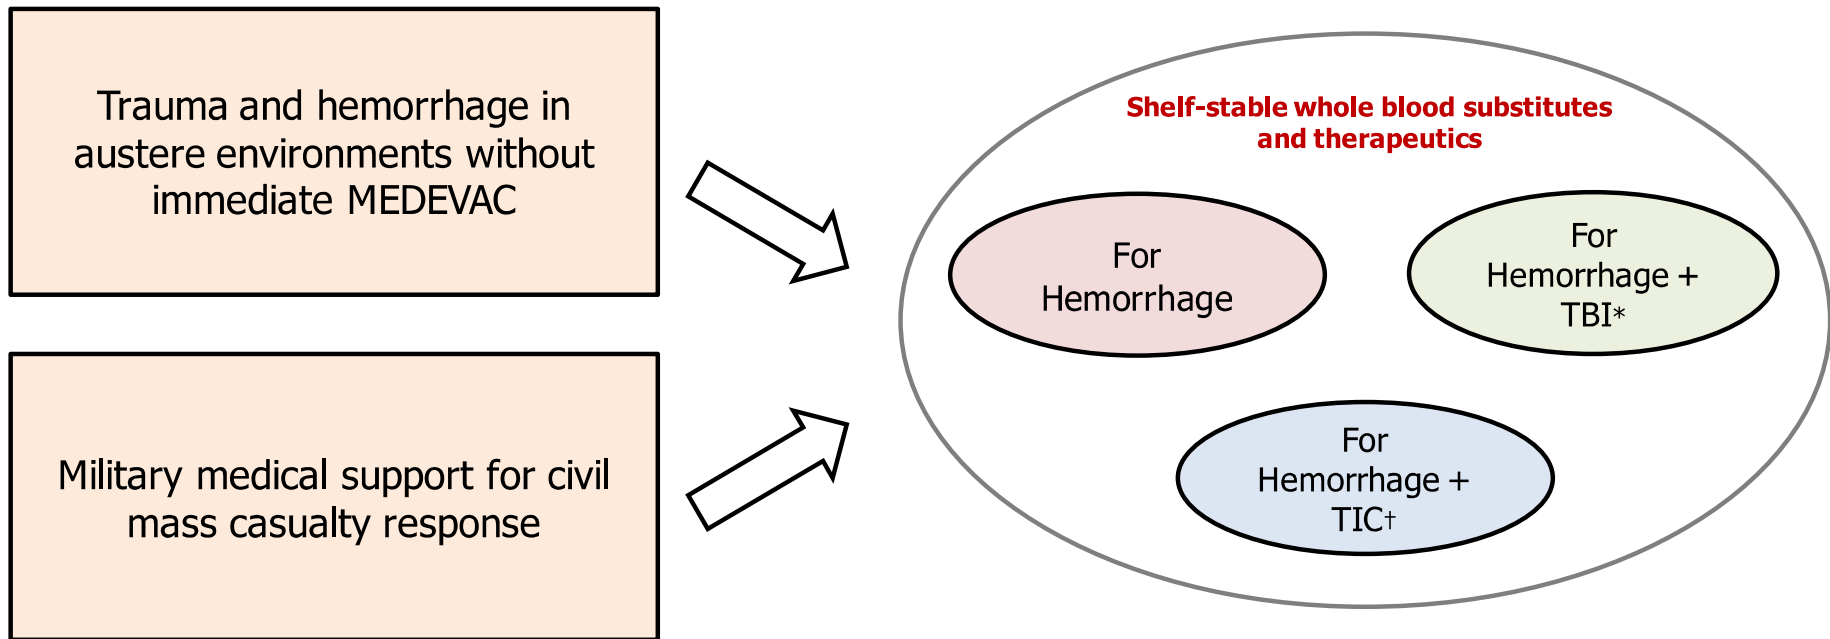 Trauma and hemorrhage in
austere environments without
immediate MEDEVAC
Military medical support for civil
mass casualty response
Shelf-stable whole blood substitutes
and therapeutics
For
Hemorrhage
For
Hemorrhage +
TBI*
For
Hemorrhage +
TIC†